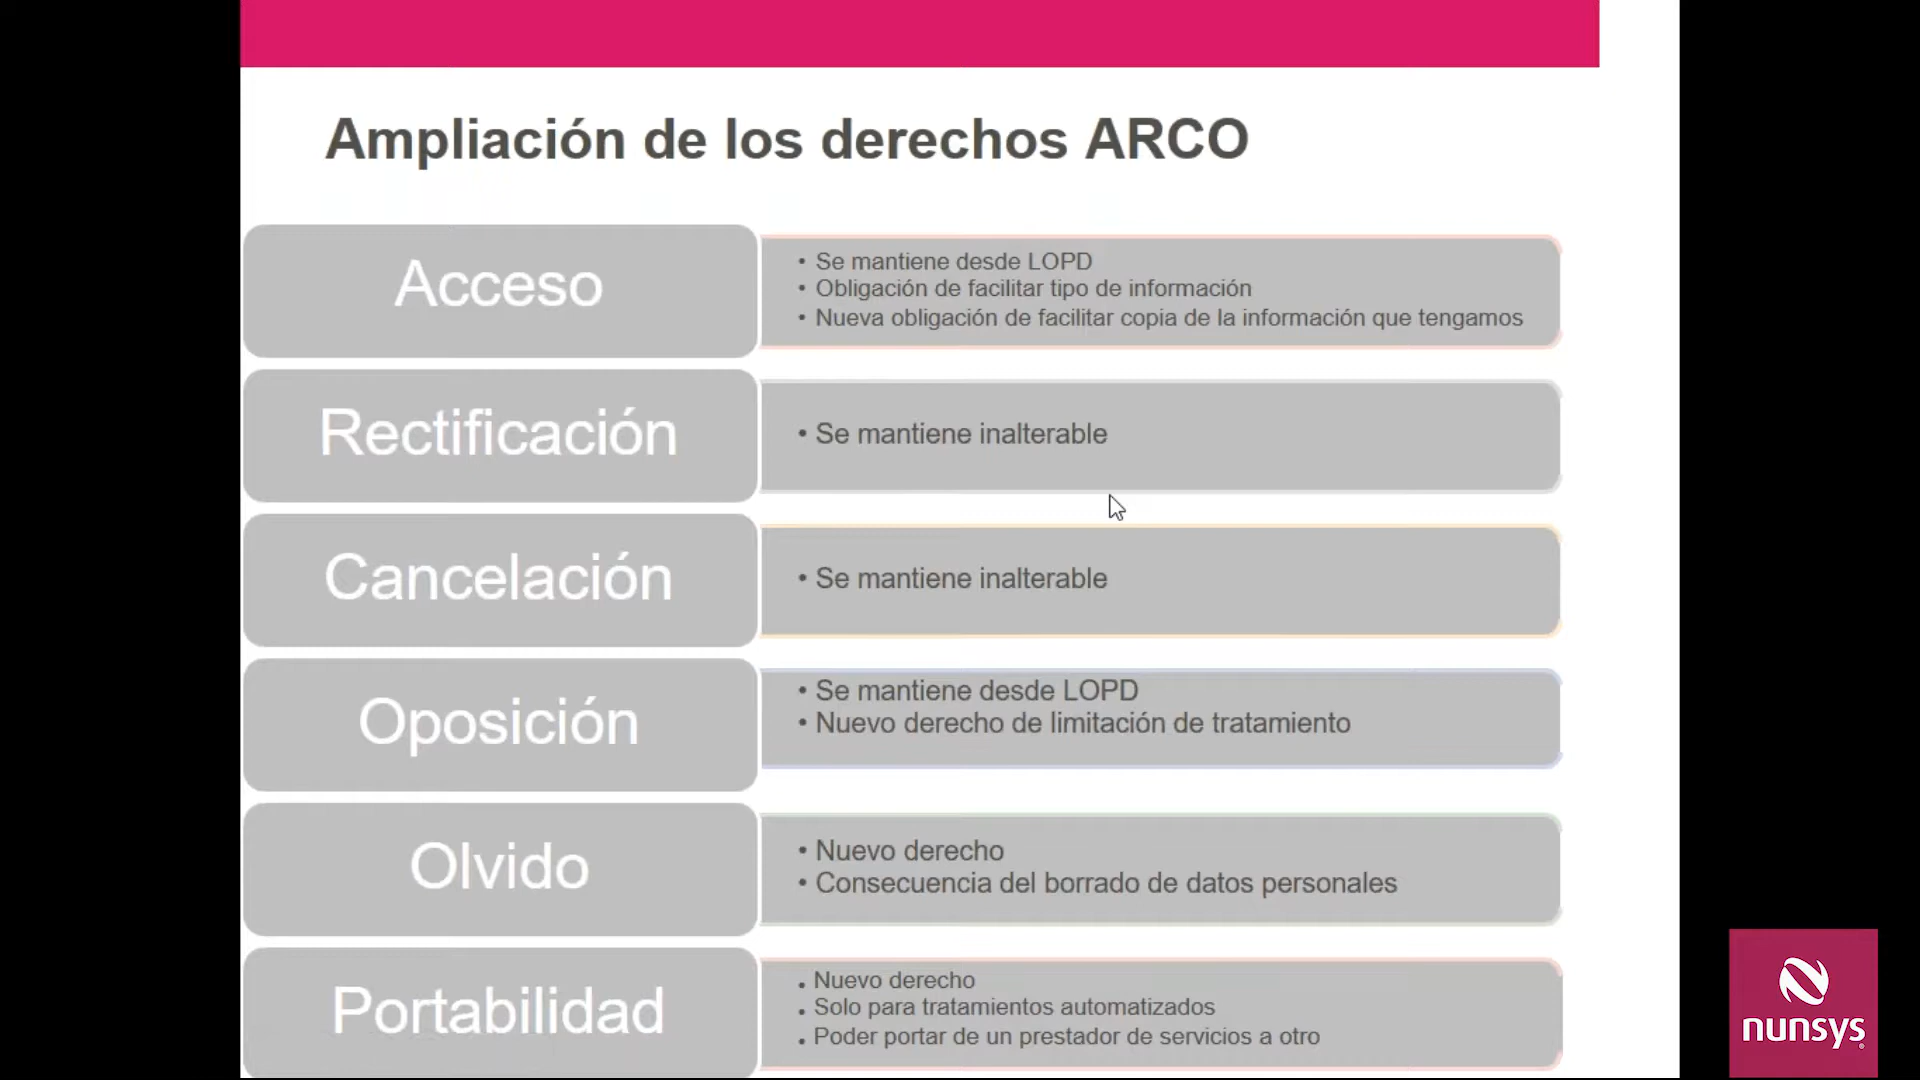 Ampliación de los derechos ARCO
Acceso
• Se mantiene desde LOPD
• Obligación de facilitar tipo de información
• Nueva obligación de facilitar copia de la información que tengamos
Rectificación
• Se mantiene inalterable
Cancelación
• Se mantiene inalterable
Oposición
• Se mantiene desde LOPD
• Nuevo derecho de limitación de tratamiento
Olvido
• Nuevo derecho
• Consecuencia del borrado de datos personales
Portabilidad
• Nuevo derecho
• Solo para tratamientos automatizados
• Poder portar de un prestador de servicios a otro
nunsys